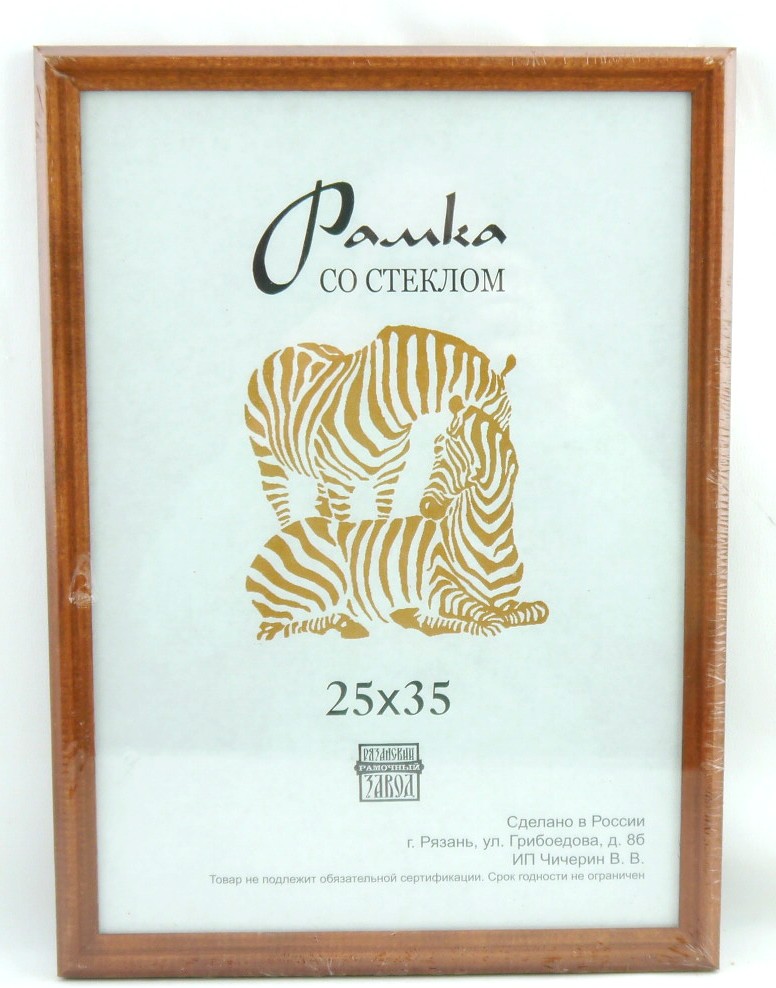 Рамка
СО СТЕКЛОМ
25х35
РЯЗАНСКИЙ
РАМОЧНЫЙ
ЗАВОД
Сделано в России
г. Рязань, ул. Грибоедова, д. 8б
ИП Чичерин В. В.
Товар не подлежит обязательной сертификации. Срок годности не ограничен